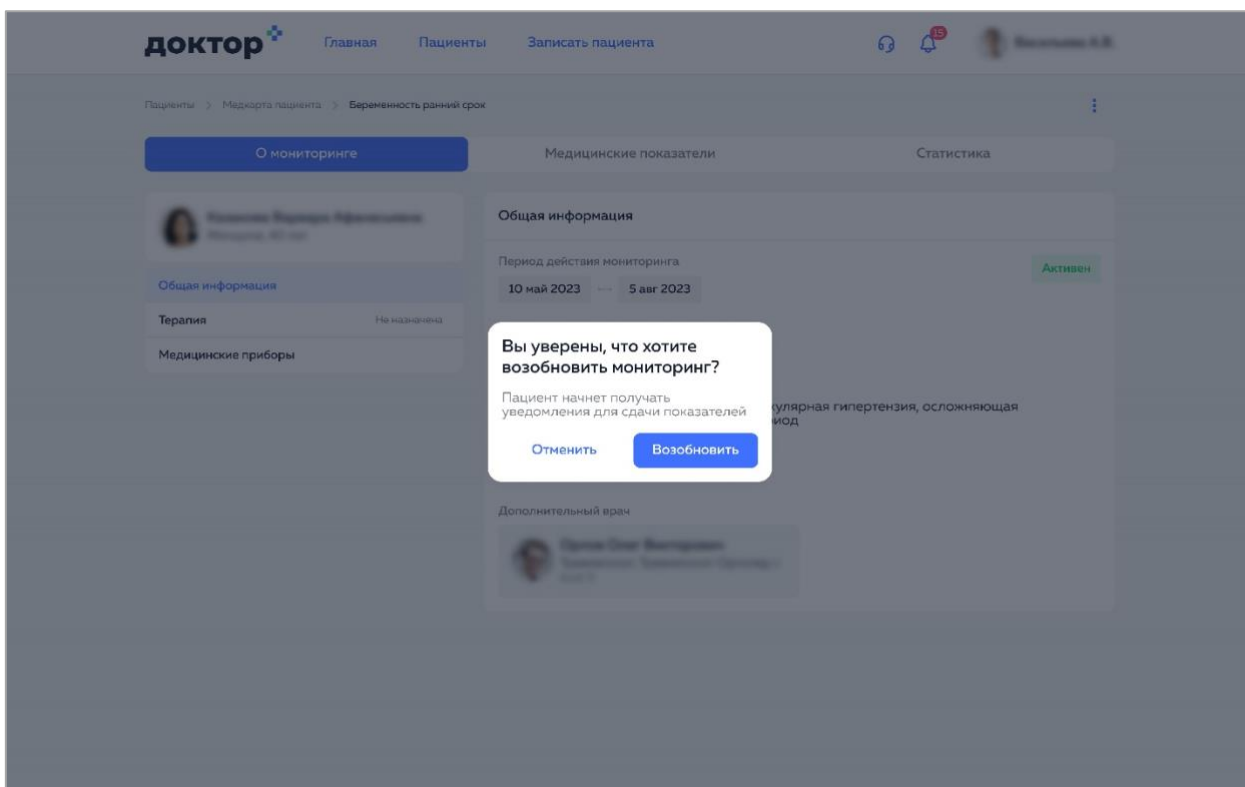 доктор
Главная
Пациенты
Записать пациента
15
Пациенты > Медкарта пациента > Беременность ранний срок
О мониторинге
Медицинские показатели
Статистика
Общая информация
Период действия мониторинга
Активен
10 май 2023 — 5 авг 2023
Общая информация
Терапия
Не назначена
Медицинские приборы
Вы уверены, что хотите
возобновить мониторинг?
Пациент начнет получать
уведомления для сдачи показателей
Отменить
Возобновить
кулярная гипертензия, осложняющая
иод
Дополнительный врач